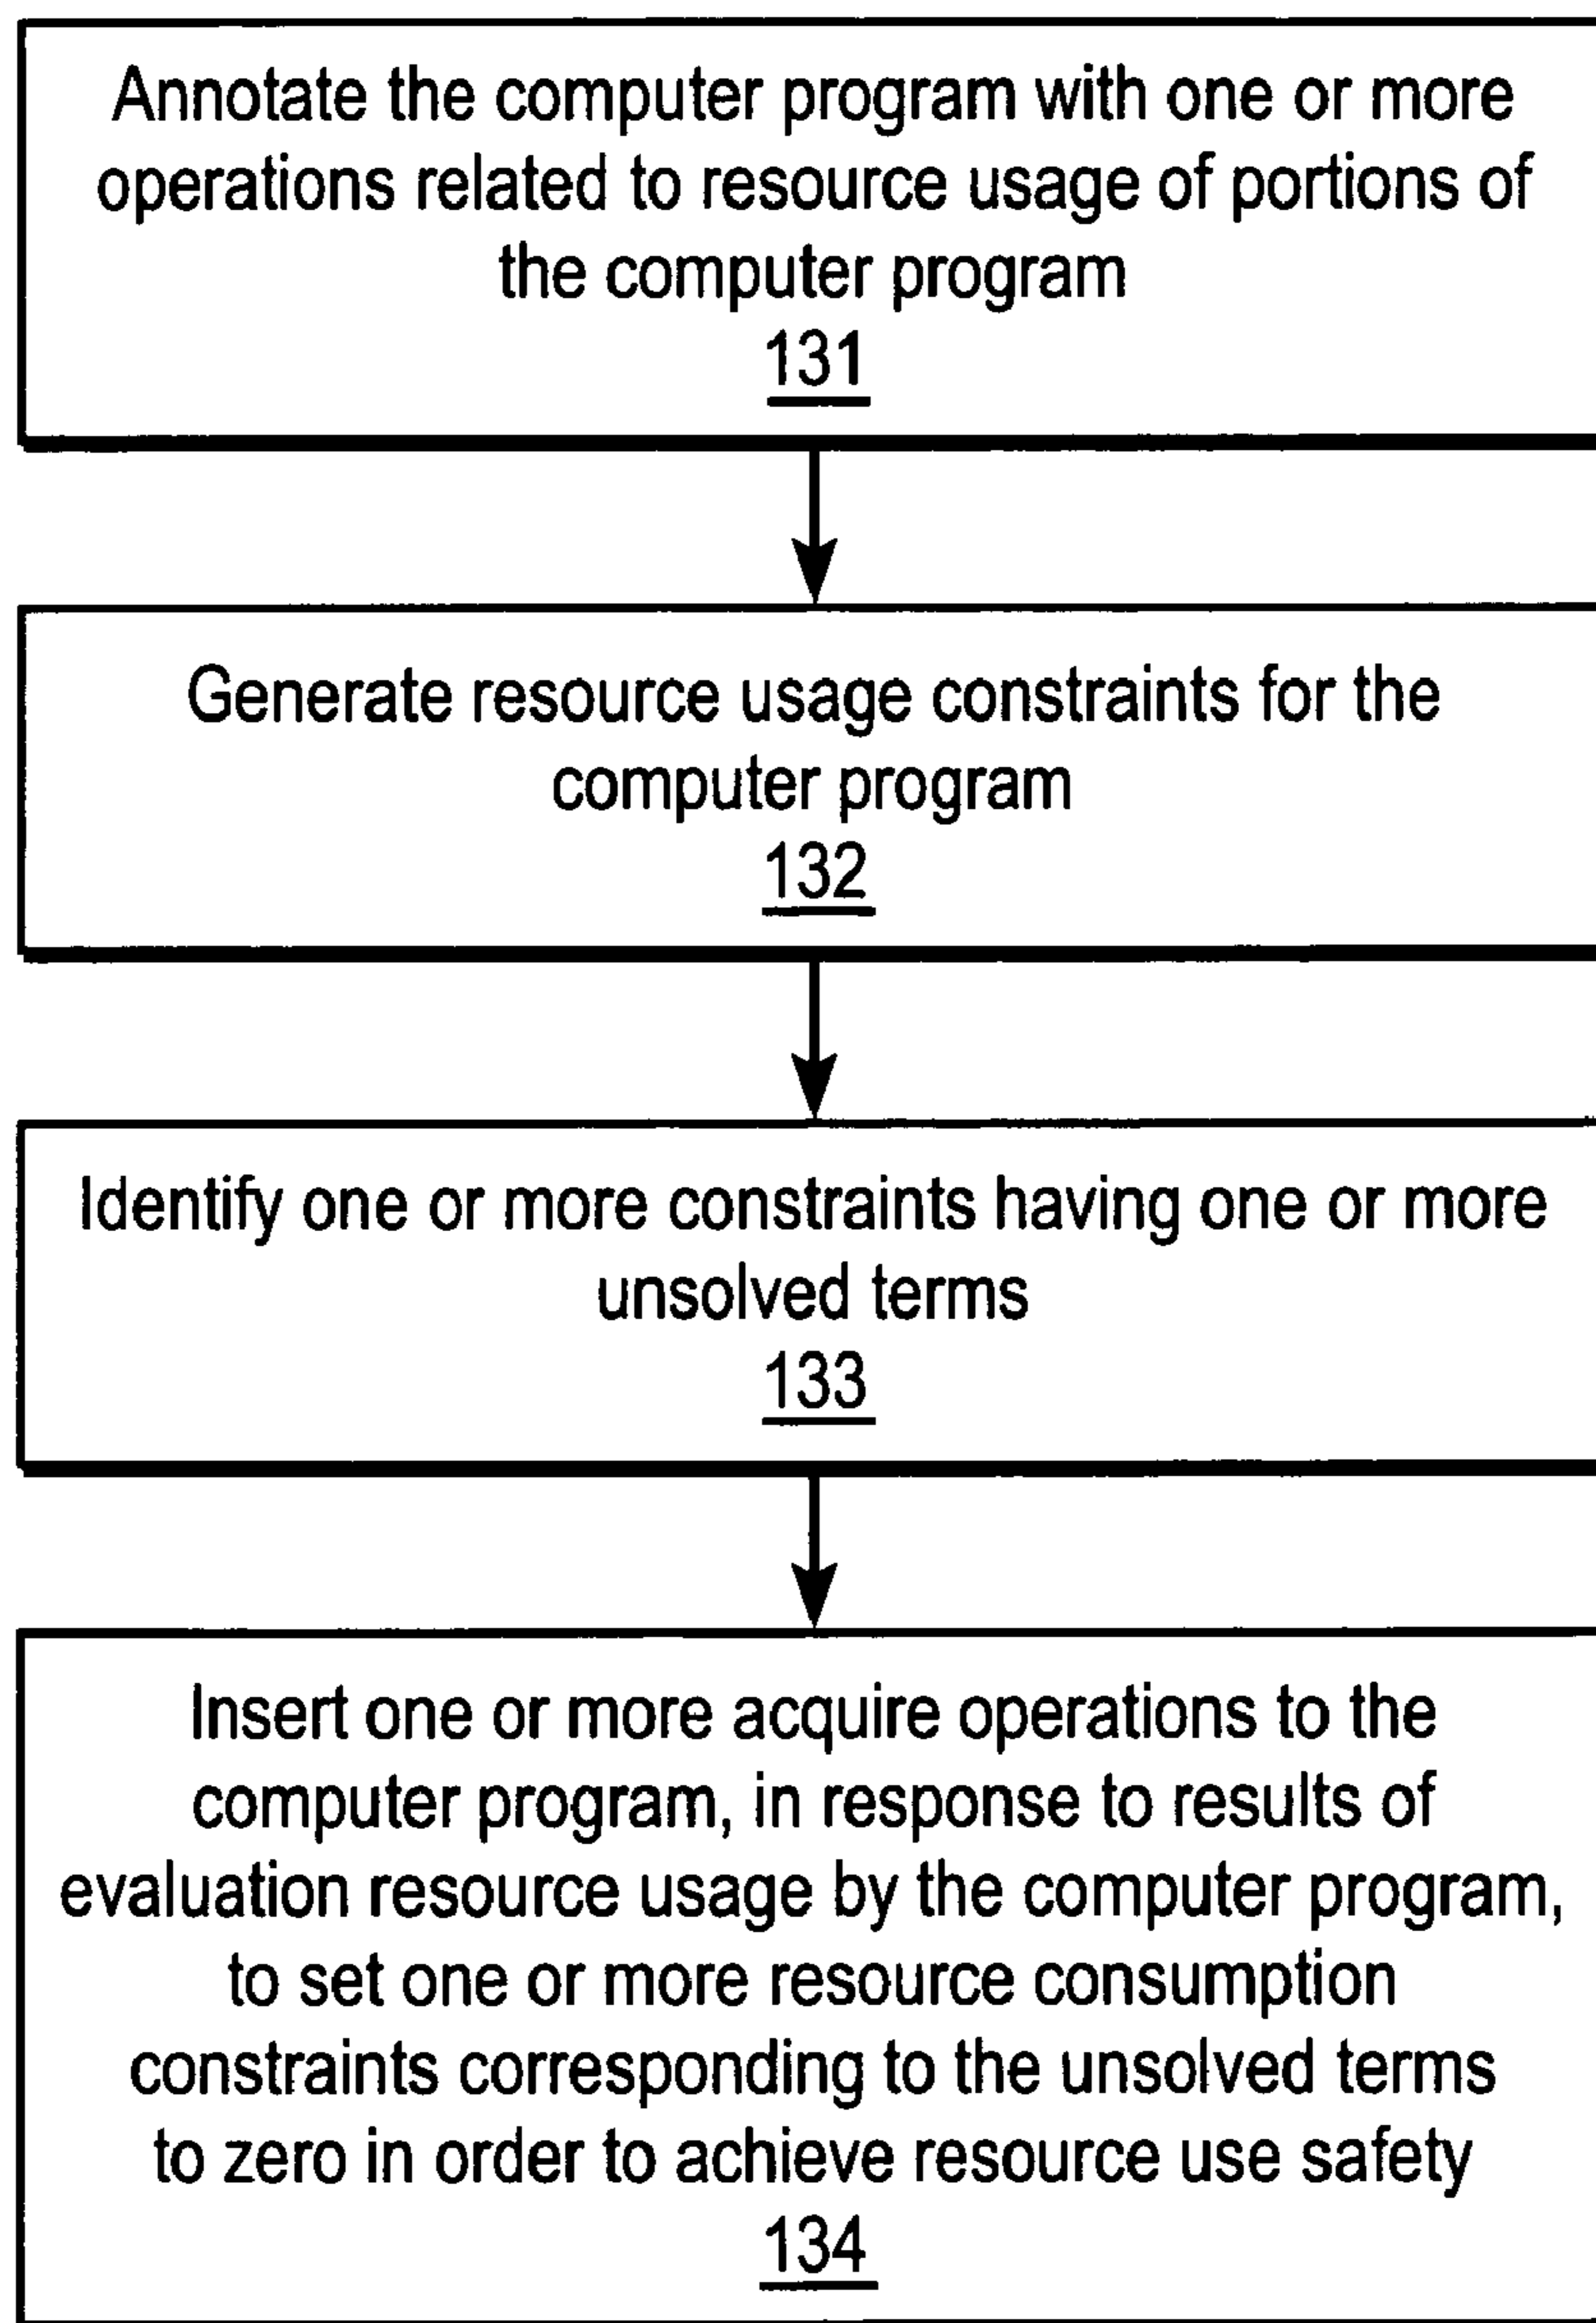 Annotate the computer program with one or more
operations related to resource usage of portions of
the computer program
131
Generate resource usage constraints for the
computer program
132
Identify one or more constraints having one or more
unsolved terms
133
Insert one or more acquire operations to the
computer program, in response to results of
evaluation resource usage by the computer program,
to set one or more resource consumption
constraints corresponding to the unsolved terms
to zero in order to achieve resource use safety
134